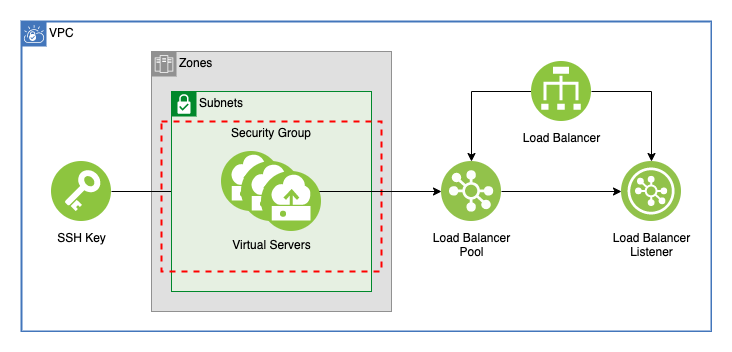 VPC
Zones
Subnets
Security Group
Virtual Servers
SSH Key
Load Balancer
Load Balancer
Pool
Load Balancer
Listener